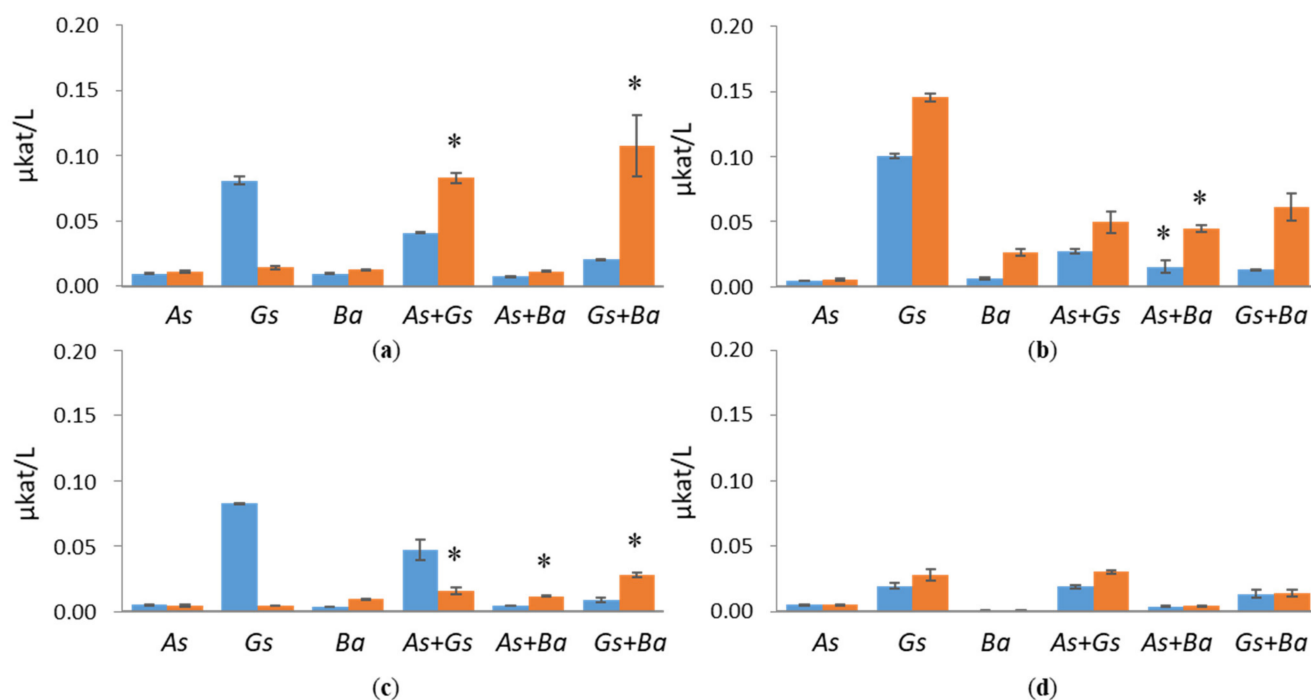 0.20
0.15
0.10
0.05
0.00
μkat/L
* *
As Gs Ba As+Gs As+Ba Gs+Ba
(a)
0.20
0.15
0.10
0.05
0.00
μkat/L
* *
As Gs Ba As+Gs As+Ba Gs+Ba
(b)
0.20
0.15
0.10
0.05
0.00
μkat/L
* * *
As Gs Ba As+Gs As+Ba Gs+Ba
(c)
0.20
0.15
0.10
0.05
0.00
μkat/L
As Gs Ba As+Gs As+Ba Gs+Ba
(d)